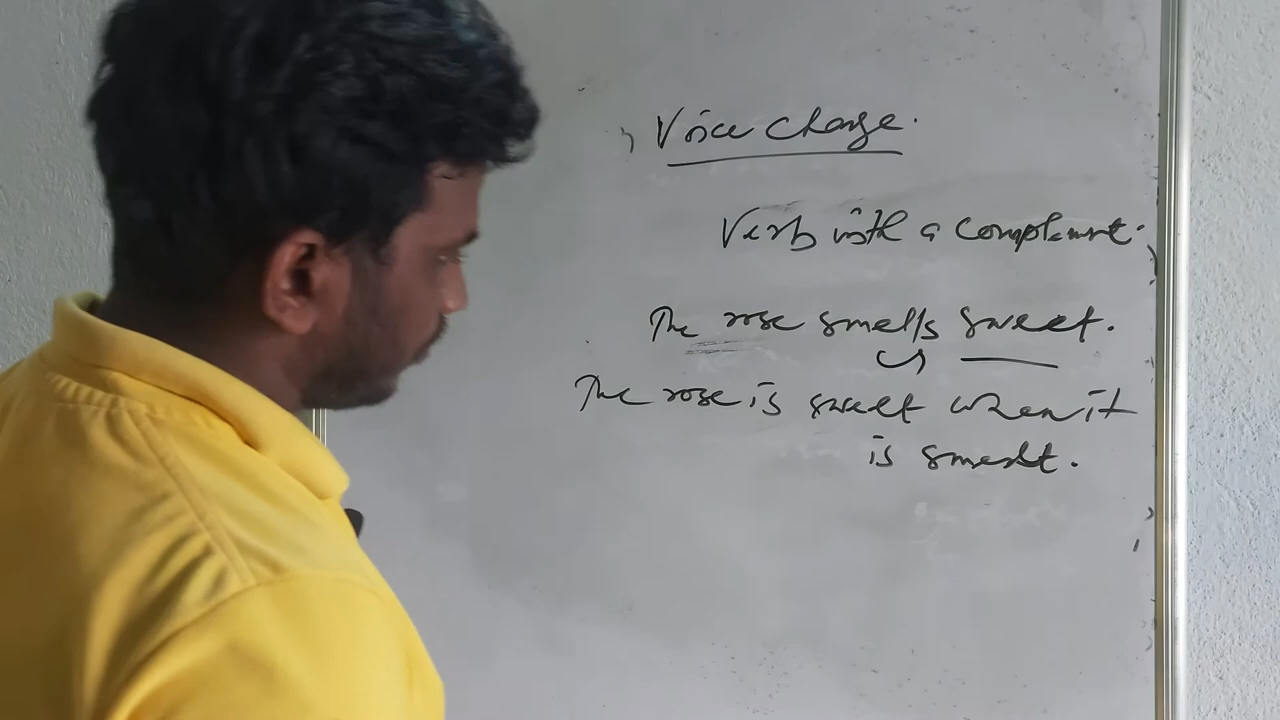 Voice change.
Verb with a complement.
The rose smells sweet.
The rose is sweet when it
is smelt.